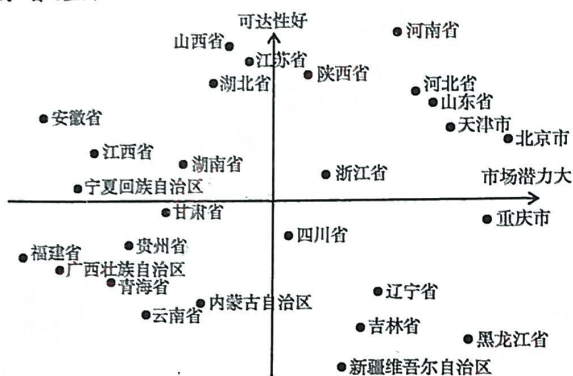 可达性好
河南省
山西省
江苏省
陕西省
湖北省
河北省
山东省
安徽省
天津市
北京市
江西省
湖南省
浙江省
市场潜力大
宁夏回族自治区
甘肃省
重庆市
四川省
贵州省
福建省
广西壮族自治区
青海省
辽宁省
内蒙古自治区
云南省
吉林省
黑龙江省
新疆维吾尔自治区